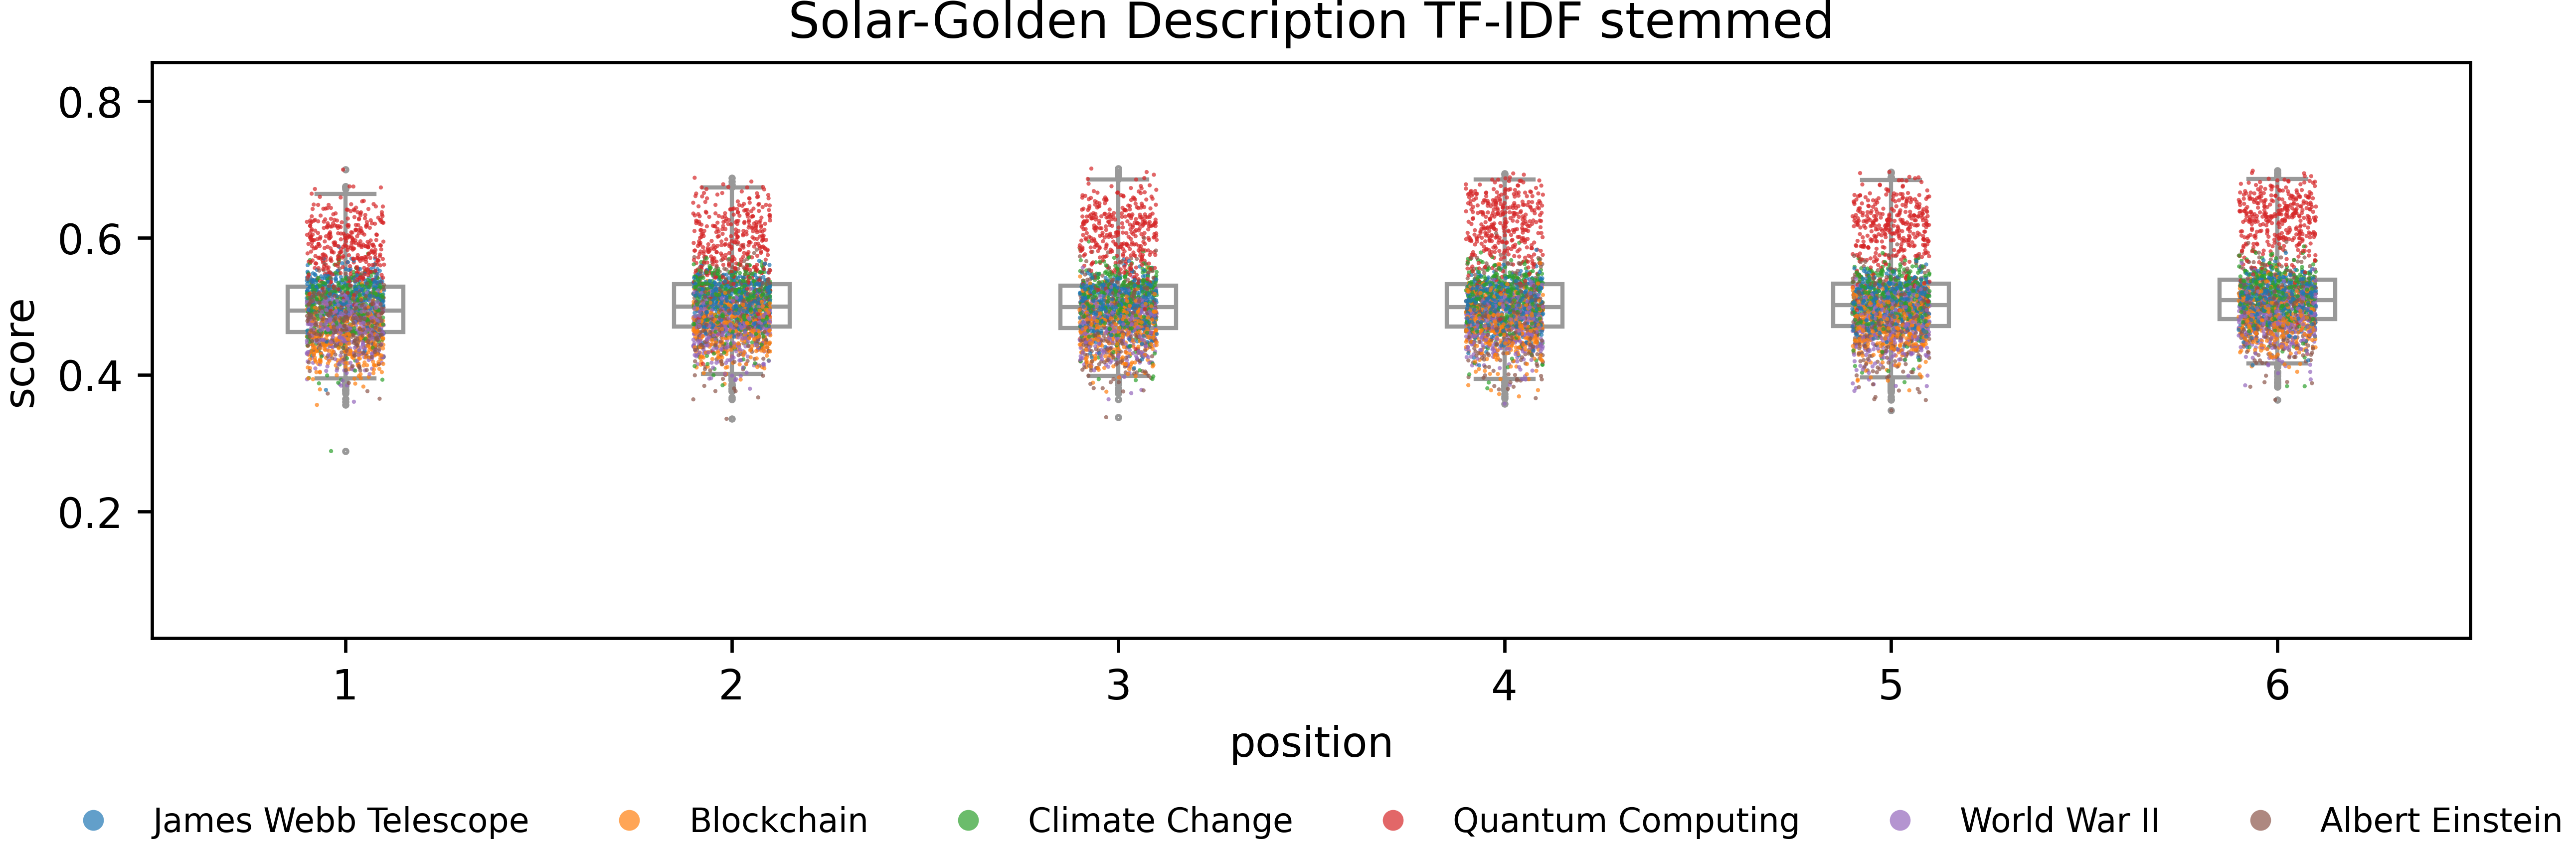 Solar-Golden Description TF-IDF stemmed
0.8
0.6
0.4
0.2
score
1 2 3 4 5 6
position
James Webb Telescope Blockchain Climate Change Quantum Computing World War II Albert Einstein